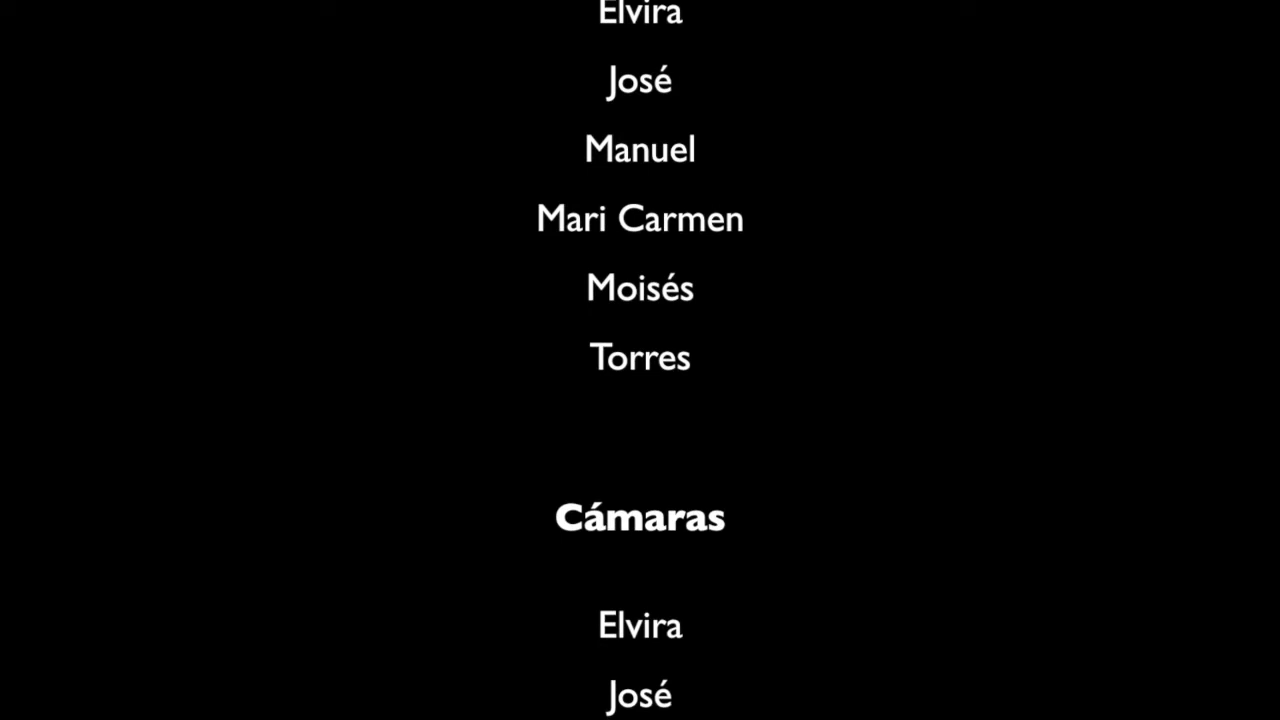 Elvira
José
Manuel
Mari Carmen
Moisés
Torres
Cámaras
Elvira
José